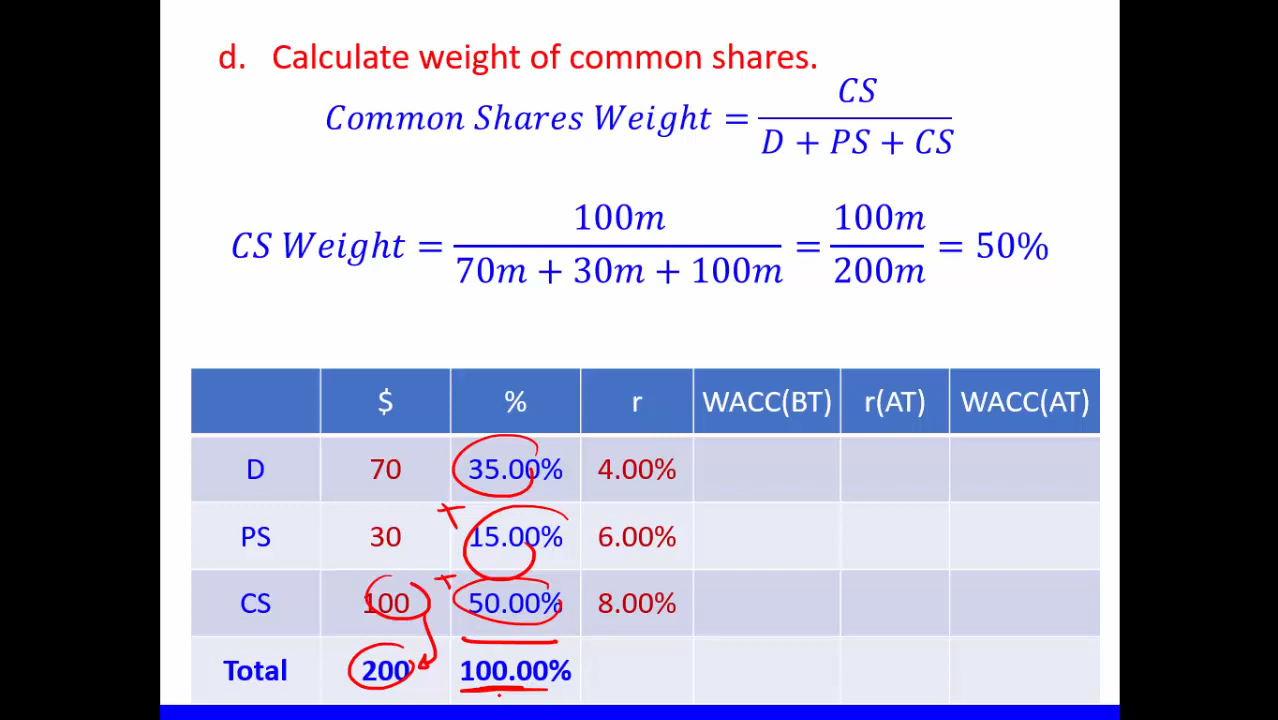 d. Calculate weight of common shares.
Common Shares Weight = CS / (D + PS + CS)
CS Weight = 100m / (70m + 30m + 100m) = 100m / 200m = 50%
$ % r WACC(BT) r(AT) WACC(AT)
D 70 35.00% 4.00%
+
PS 30 15.00% 6.00%
+
CS 100 50.00% 8.00%
Total 200 100.00%